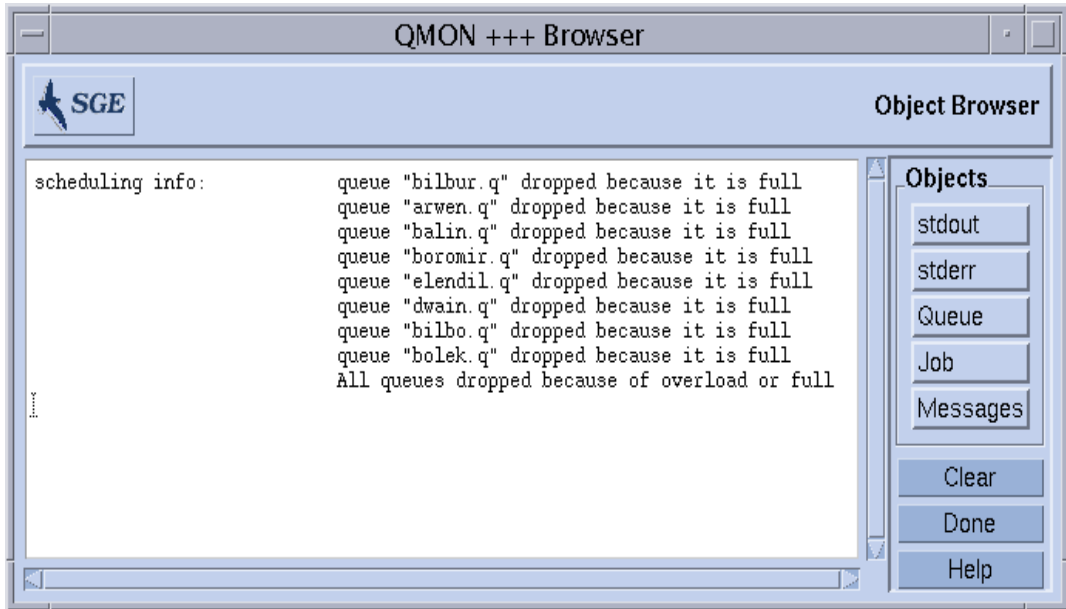 QMON +++ Browser
SGE
Object Browser
scheduling info: queue "bilbur.q" dropped because it is full
queue "arwen.q" dropped because it is full
queue "balin.q" dropped because it is full
queue "boromir.q" dropped because it is full
queue "elendil.q" dropped because it is full
queue "dwain.q" dropped because it is full
queue "bilbo.q" dropped because it is full
queue "bolek.q" dropped because it is full
All queues dropped because of overload or full
Objects
stdout
stderr
Queue
Job
Messages
Clear
Done
Help